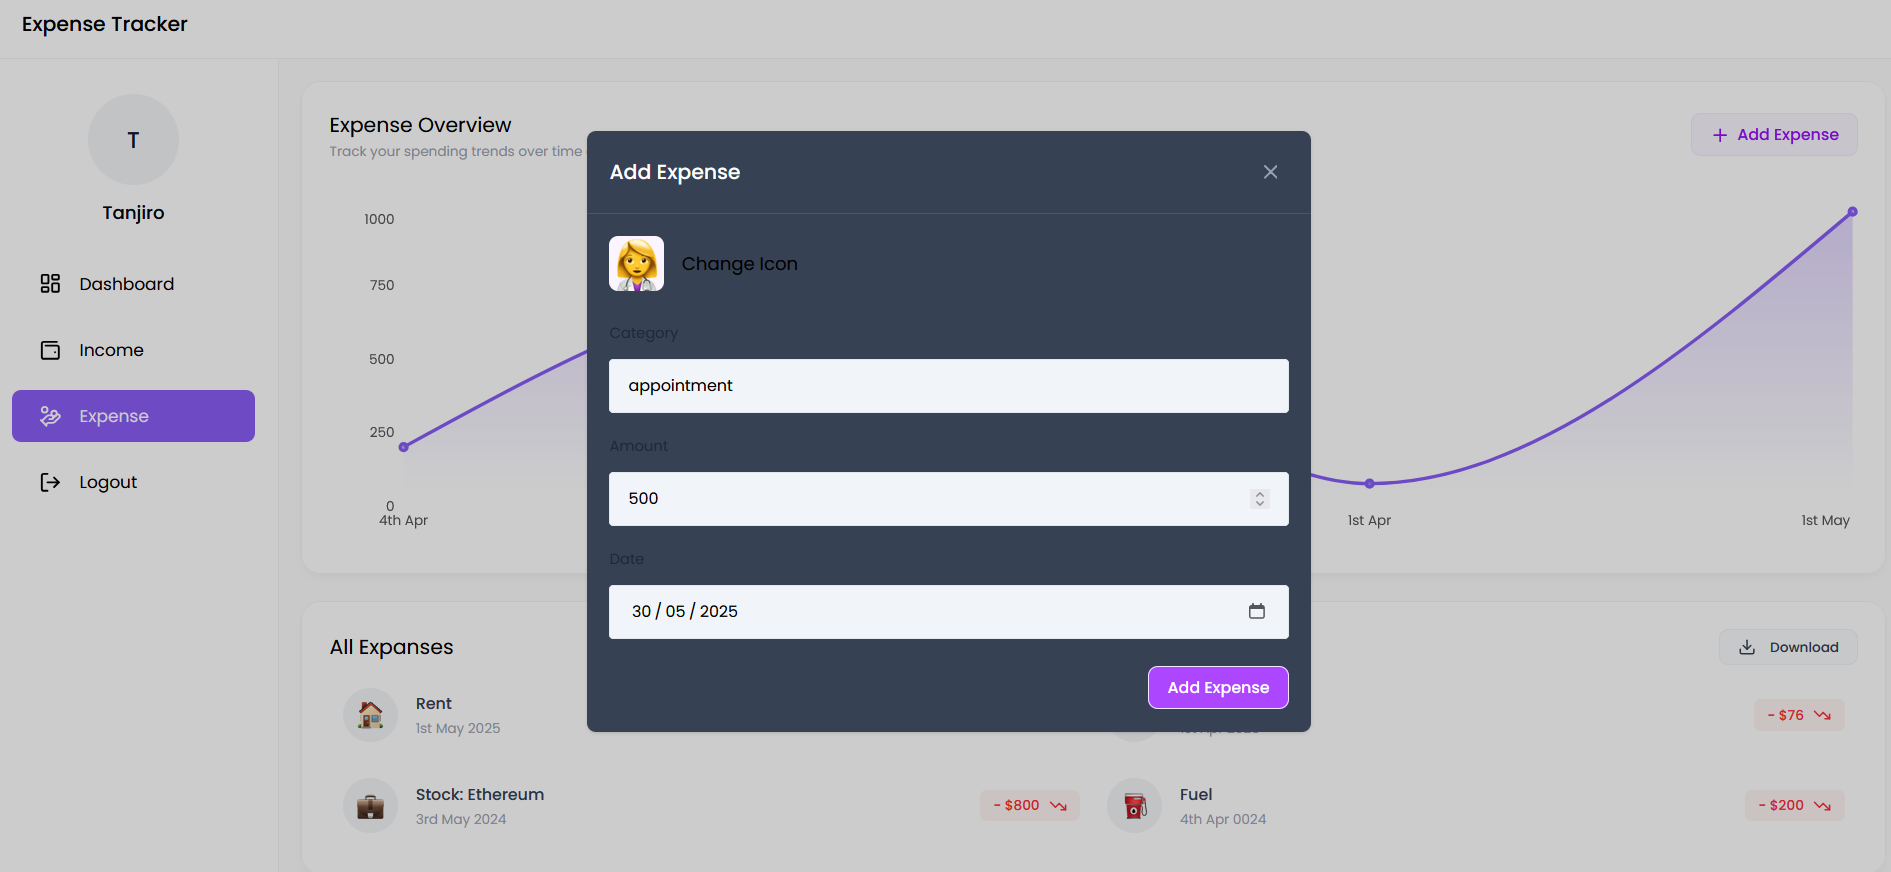 Expense Tracker
T
Tanjiro
Dashboard
Income
Expense
Logout
Expense Overview
Track your spending trends over time
+ Add Expense
1000
750
500
250
0
4th Apr
1st Apr
1st May
Add Expense
Change Icon
Category
appointment
Amount
500
Date
30 / 05 / 2025
Add Expense
All Expanses
Download
Rent
1st May 2025
- $76
Stock: Ethereum
3rd May 2024
- $800
Fuel
4th Apr 0024
- $200